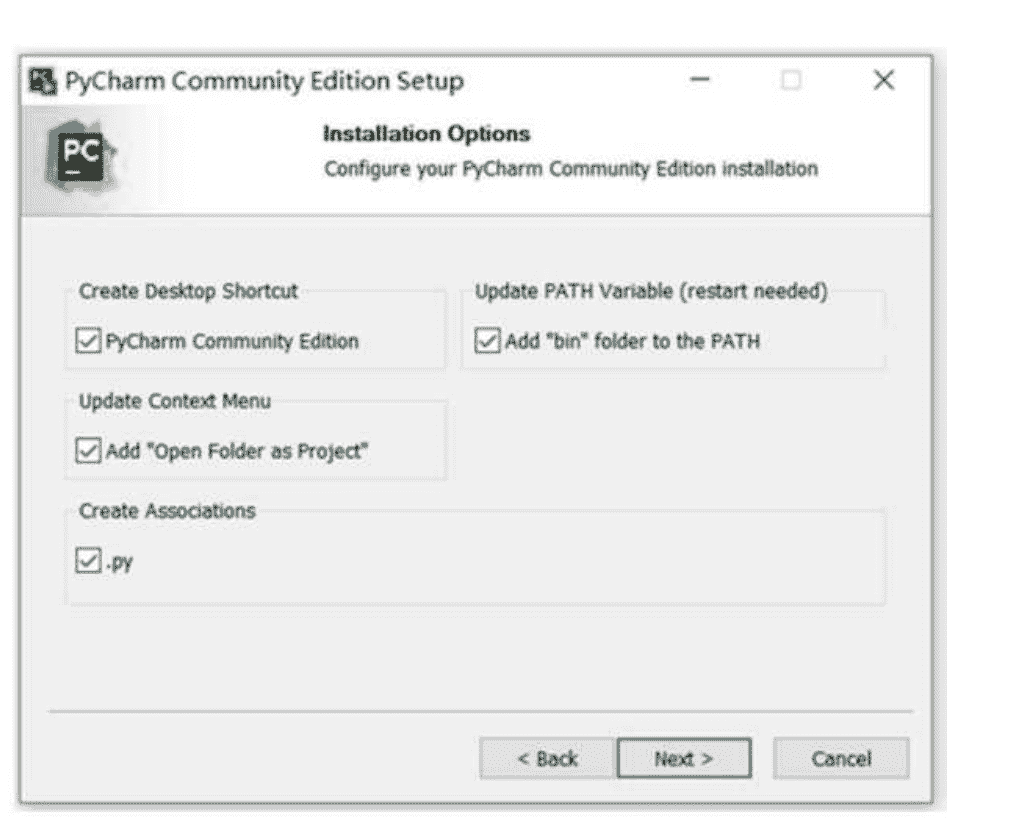 PyCharm Community Edition Setup
PC
Installation Options
Configure your PyCharm Community Edition installation
Create Desktop Shortcut
PyCharm Community Edition
Update PATH Variable (restart needed)
Add "bin" folder to the PATH
Update Context Menu
Add "Open Folder as Project"
Create Associations
.py
< Back
Next >
Cancel